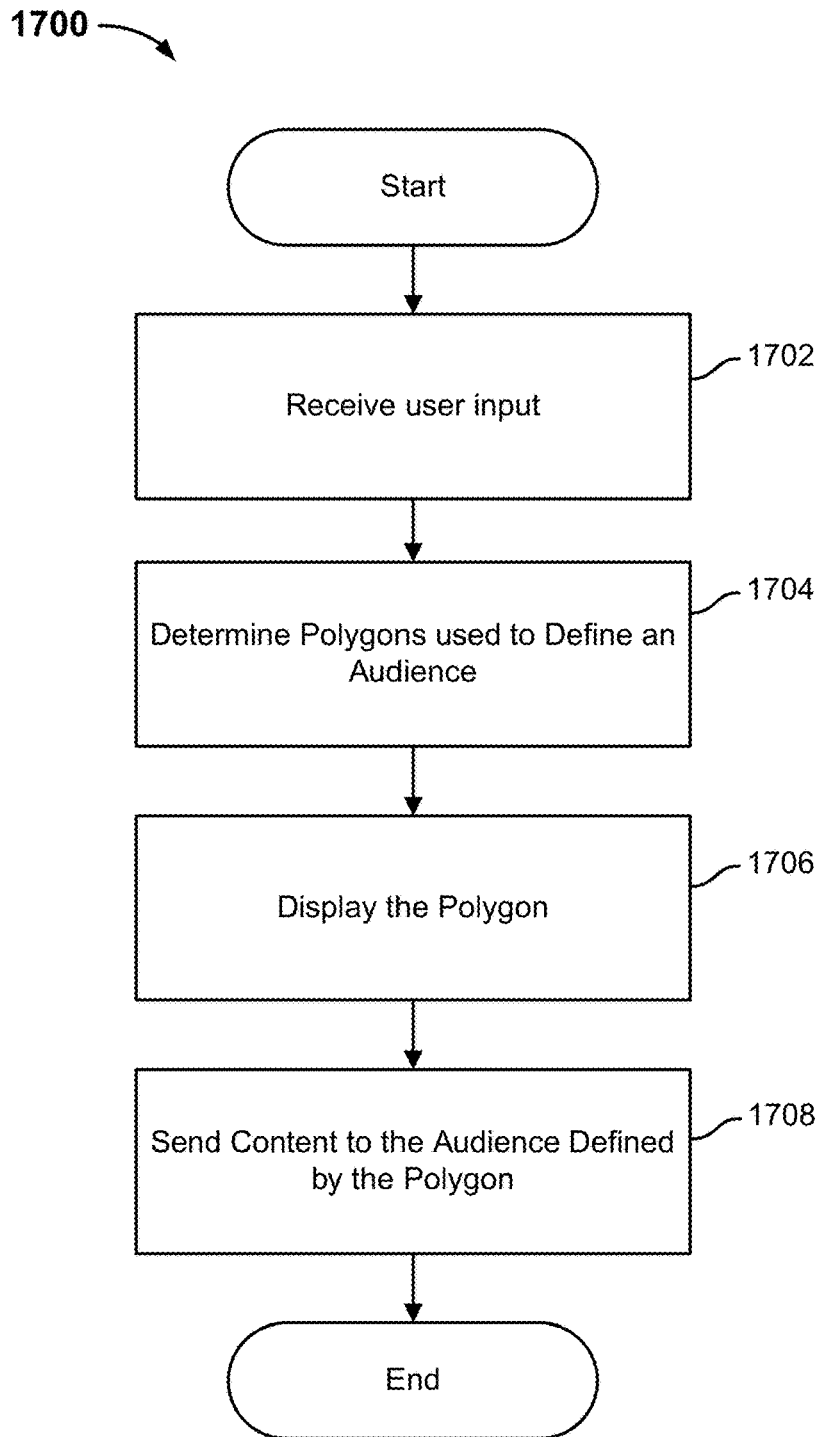 1700
Start
1702
Receive user input
1704
Determine Polygons used to Define an
Audience
1706
Display the Polygon
1708
Send Content to the Audience Defined
by the Polygon
End